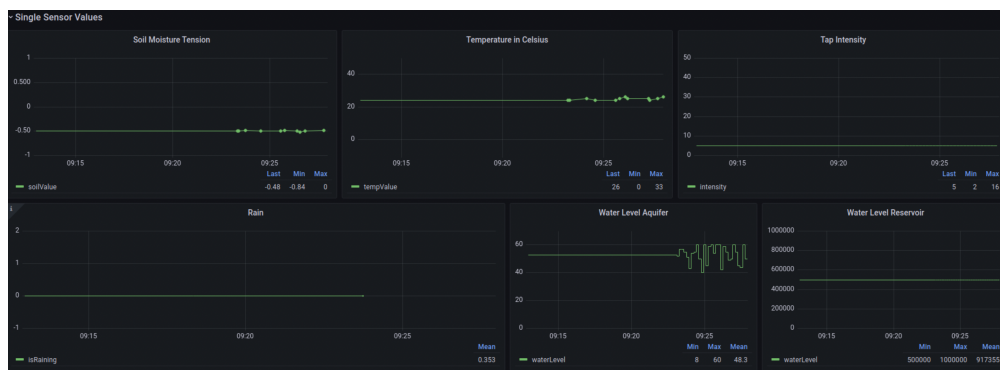 Single Sensor Values
Soil Moisture Tension
1
0.500
0
-0.50
-1
09:15 09:20 09:25
Last Min Max
soilValue -0.48 -0.84 0
Temperature in Celsius
40
20
0
09:15 09:20 09:25
Last Min Max
tempValue 26 0 33
Tap Intensity
50
40
30
20
10
0
09:15 09:20 09:25
Last Min Max
intensity 5 2 16
i
Rain
2
1
0
-1
09:15 09:20 09:25
Mean
isRaining 0.353
Water Level Aquifer
60
40
20
0
09:15 09:20 09:25
Min Max Mean
waterLevel 8 60 48.3
Water Level Reservoir
1000000
800000
600000
400000
200000
0
09:15 09:20 09:25
Min Max Mean
waterLevel 500000 1000000 917355